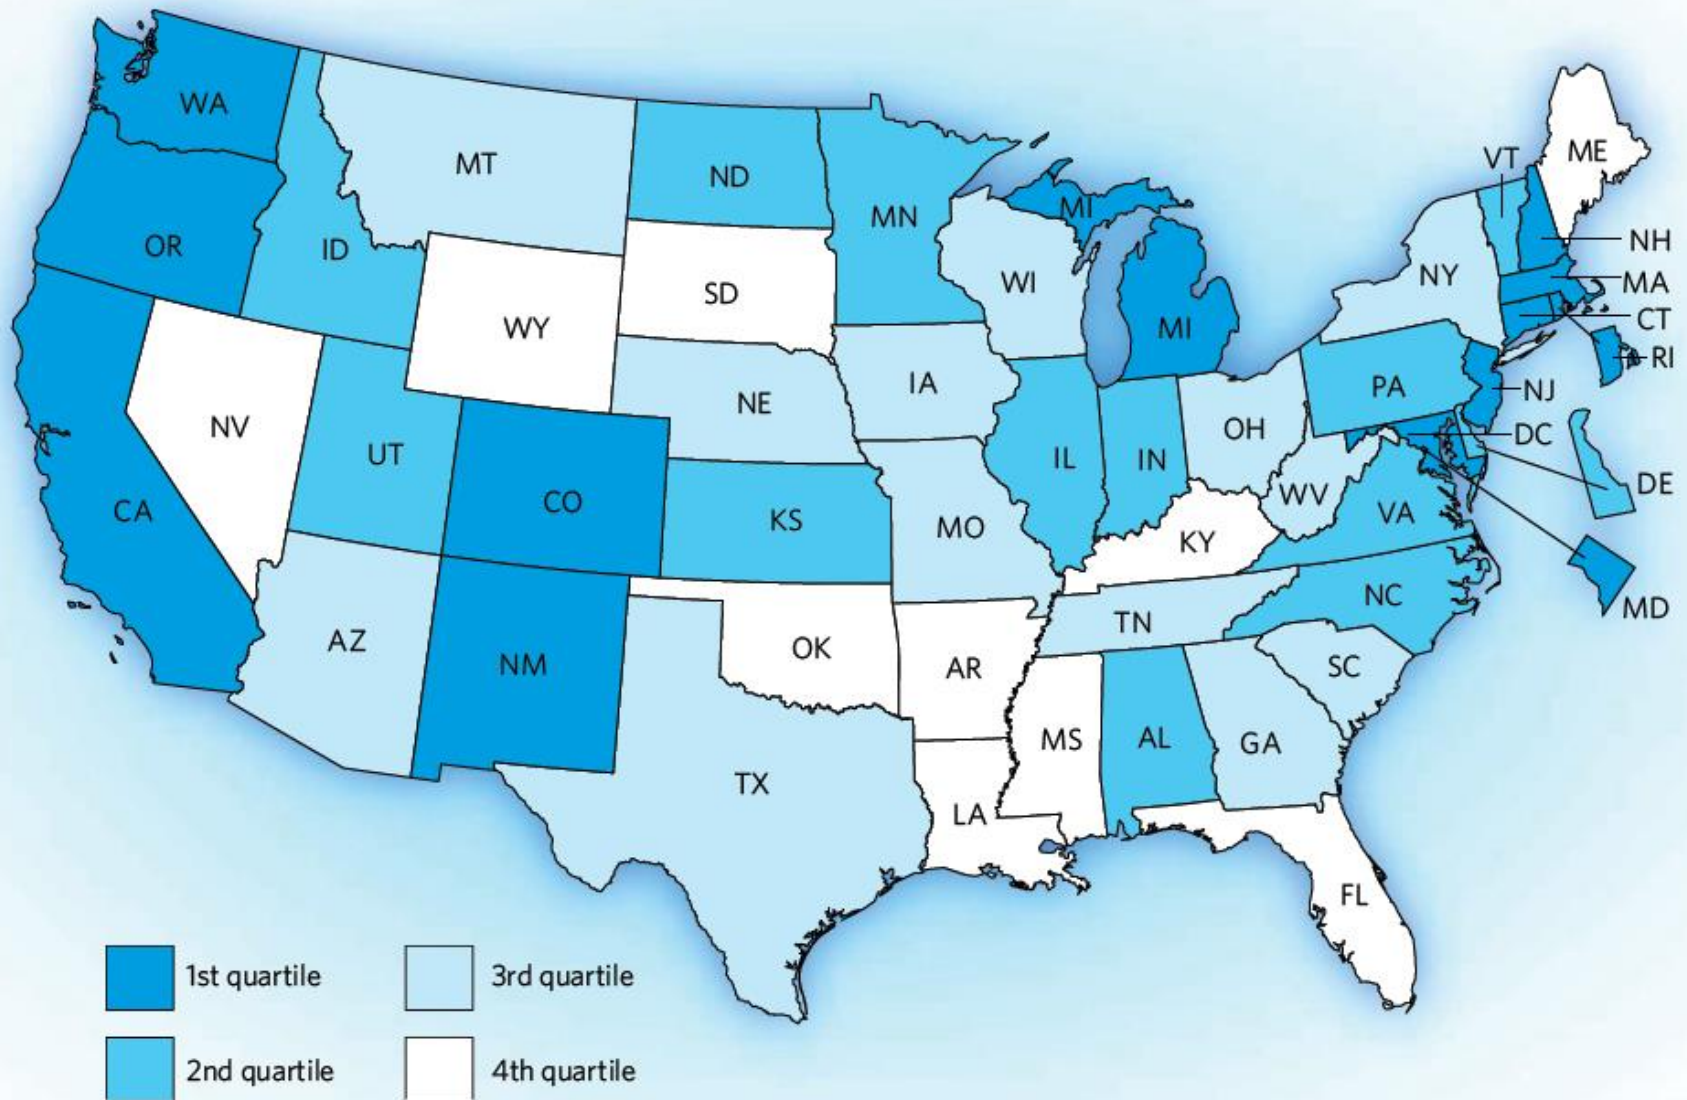 WA
MT
ND
MN
MI
VT
ME
OR
ID
SD
WI
NY
NH
MA
WY
MI
CT
RI
NV
NE
IA
PA
NJ
UT
OH
DC
CA
CO
KS
IL
IN
WV
VA
DE
MO
KY
NC
MD
AZ
NM
OK
AR
TN
SC
TX
MS
AL
GA
LA
FL
1st quartile
3rd quartile
2nd quartile
4th quartile